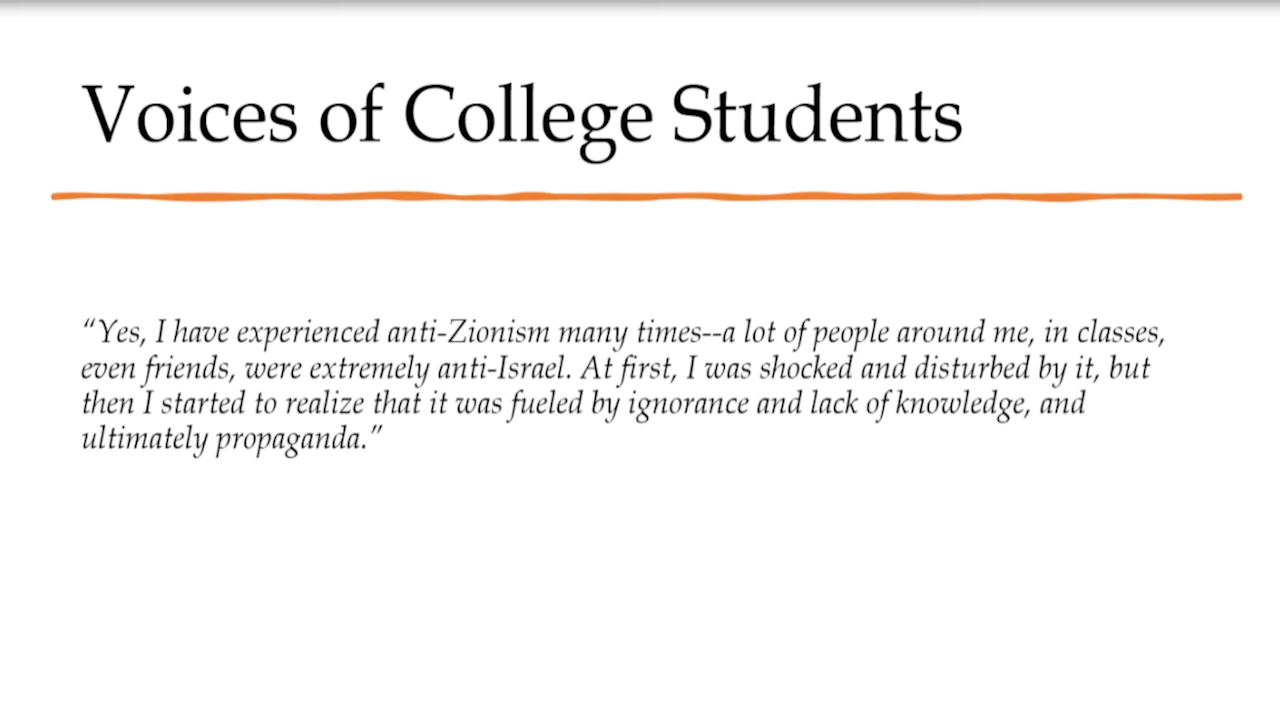 Voices of College Students
“Yes, I have experienced anti-Zionism many times--a lot of people around me, in classes,
even friends, were extremely anti-Israel. At first, I was shocked and disturbed by it, but
then I started to realize that it was fueled by ignorance and lack of knowledge, and
ultimately propaganda.”